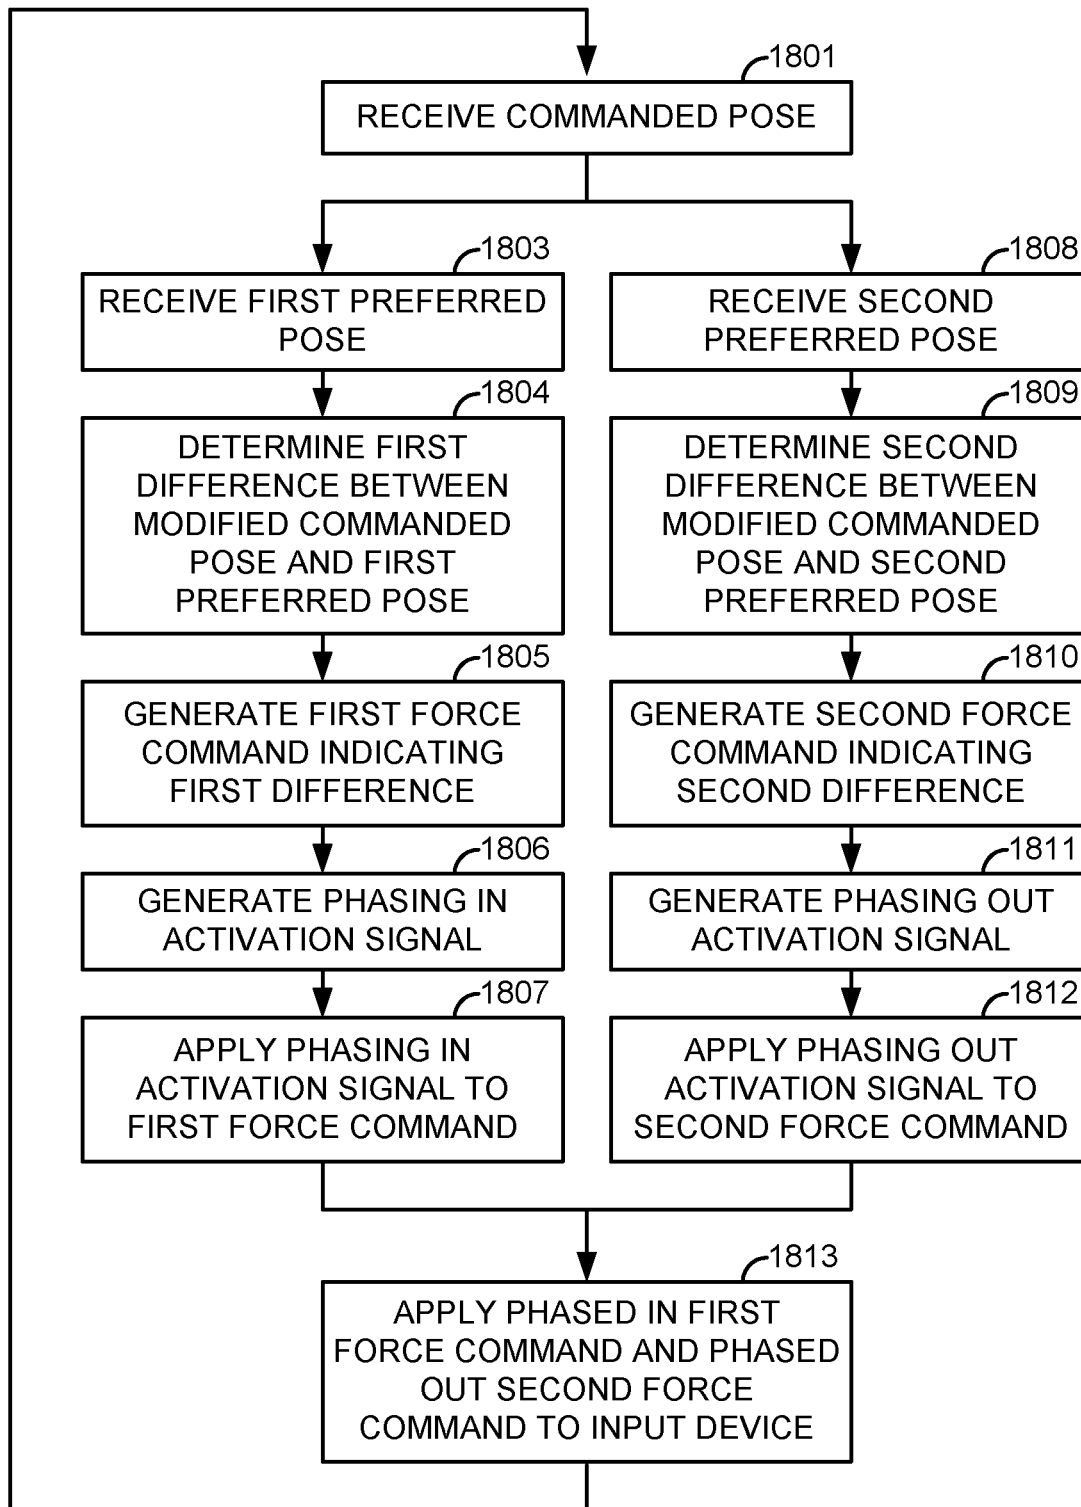 1801
RECEIVE COMMANDED POSE
1803
RECEIVE FIRST PREFERRED
POSE
1804
DETERMINE FIRST
DIFFERENCE BETWEEN
MODIFIED COMMANDED
POSE AND FIRST
PREFERRED POSE
1805
GENERATE FIRST FORCE
COMMAND INDICATING
FIRST DIFFERENCE
1806
GENERATE PHASING IN
ACTIVATION SIGNAL
1807
APPLY PHASING IN
ACTIVATION SIGNAL TO
FIRST FORCE COMMAND
1808
RECEIVE SECOND
PREFERRED POSE
1809
DETERMINE SECOND
DIFFERENCE BETWEEN
MODIFIED COMMANDED
POSE AND SECOND
PREFERRED POSE
1810
GENERATE SECOND FORCE
COMMAND INDICATING
SECOND DIFFERENCE
1811
GENERATE PHASING OUT
ACTIVATION SIGNAL
1812
APPLY PHASING OUT
ACTIVATION SIGNAL TO
SECOND FORCE COMMAND
1813
APPLY PHASED IN FIRST
FORCE COMMAND AND PHASED
OUT SECOND FORCE
COMMAND TO INPUT DEVICE